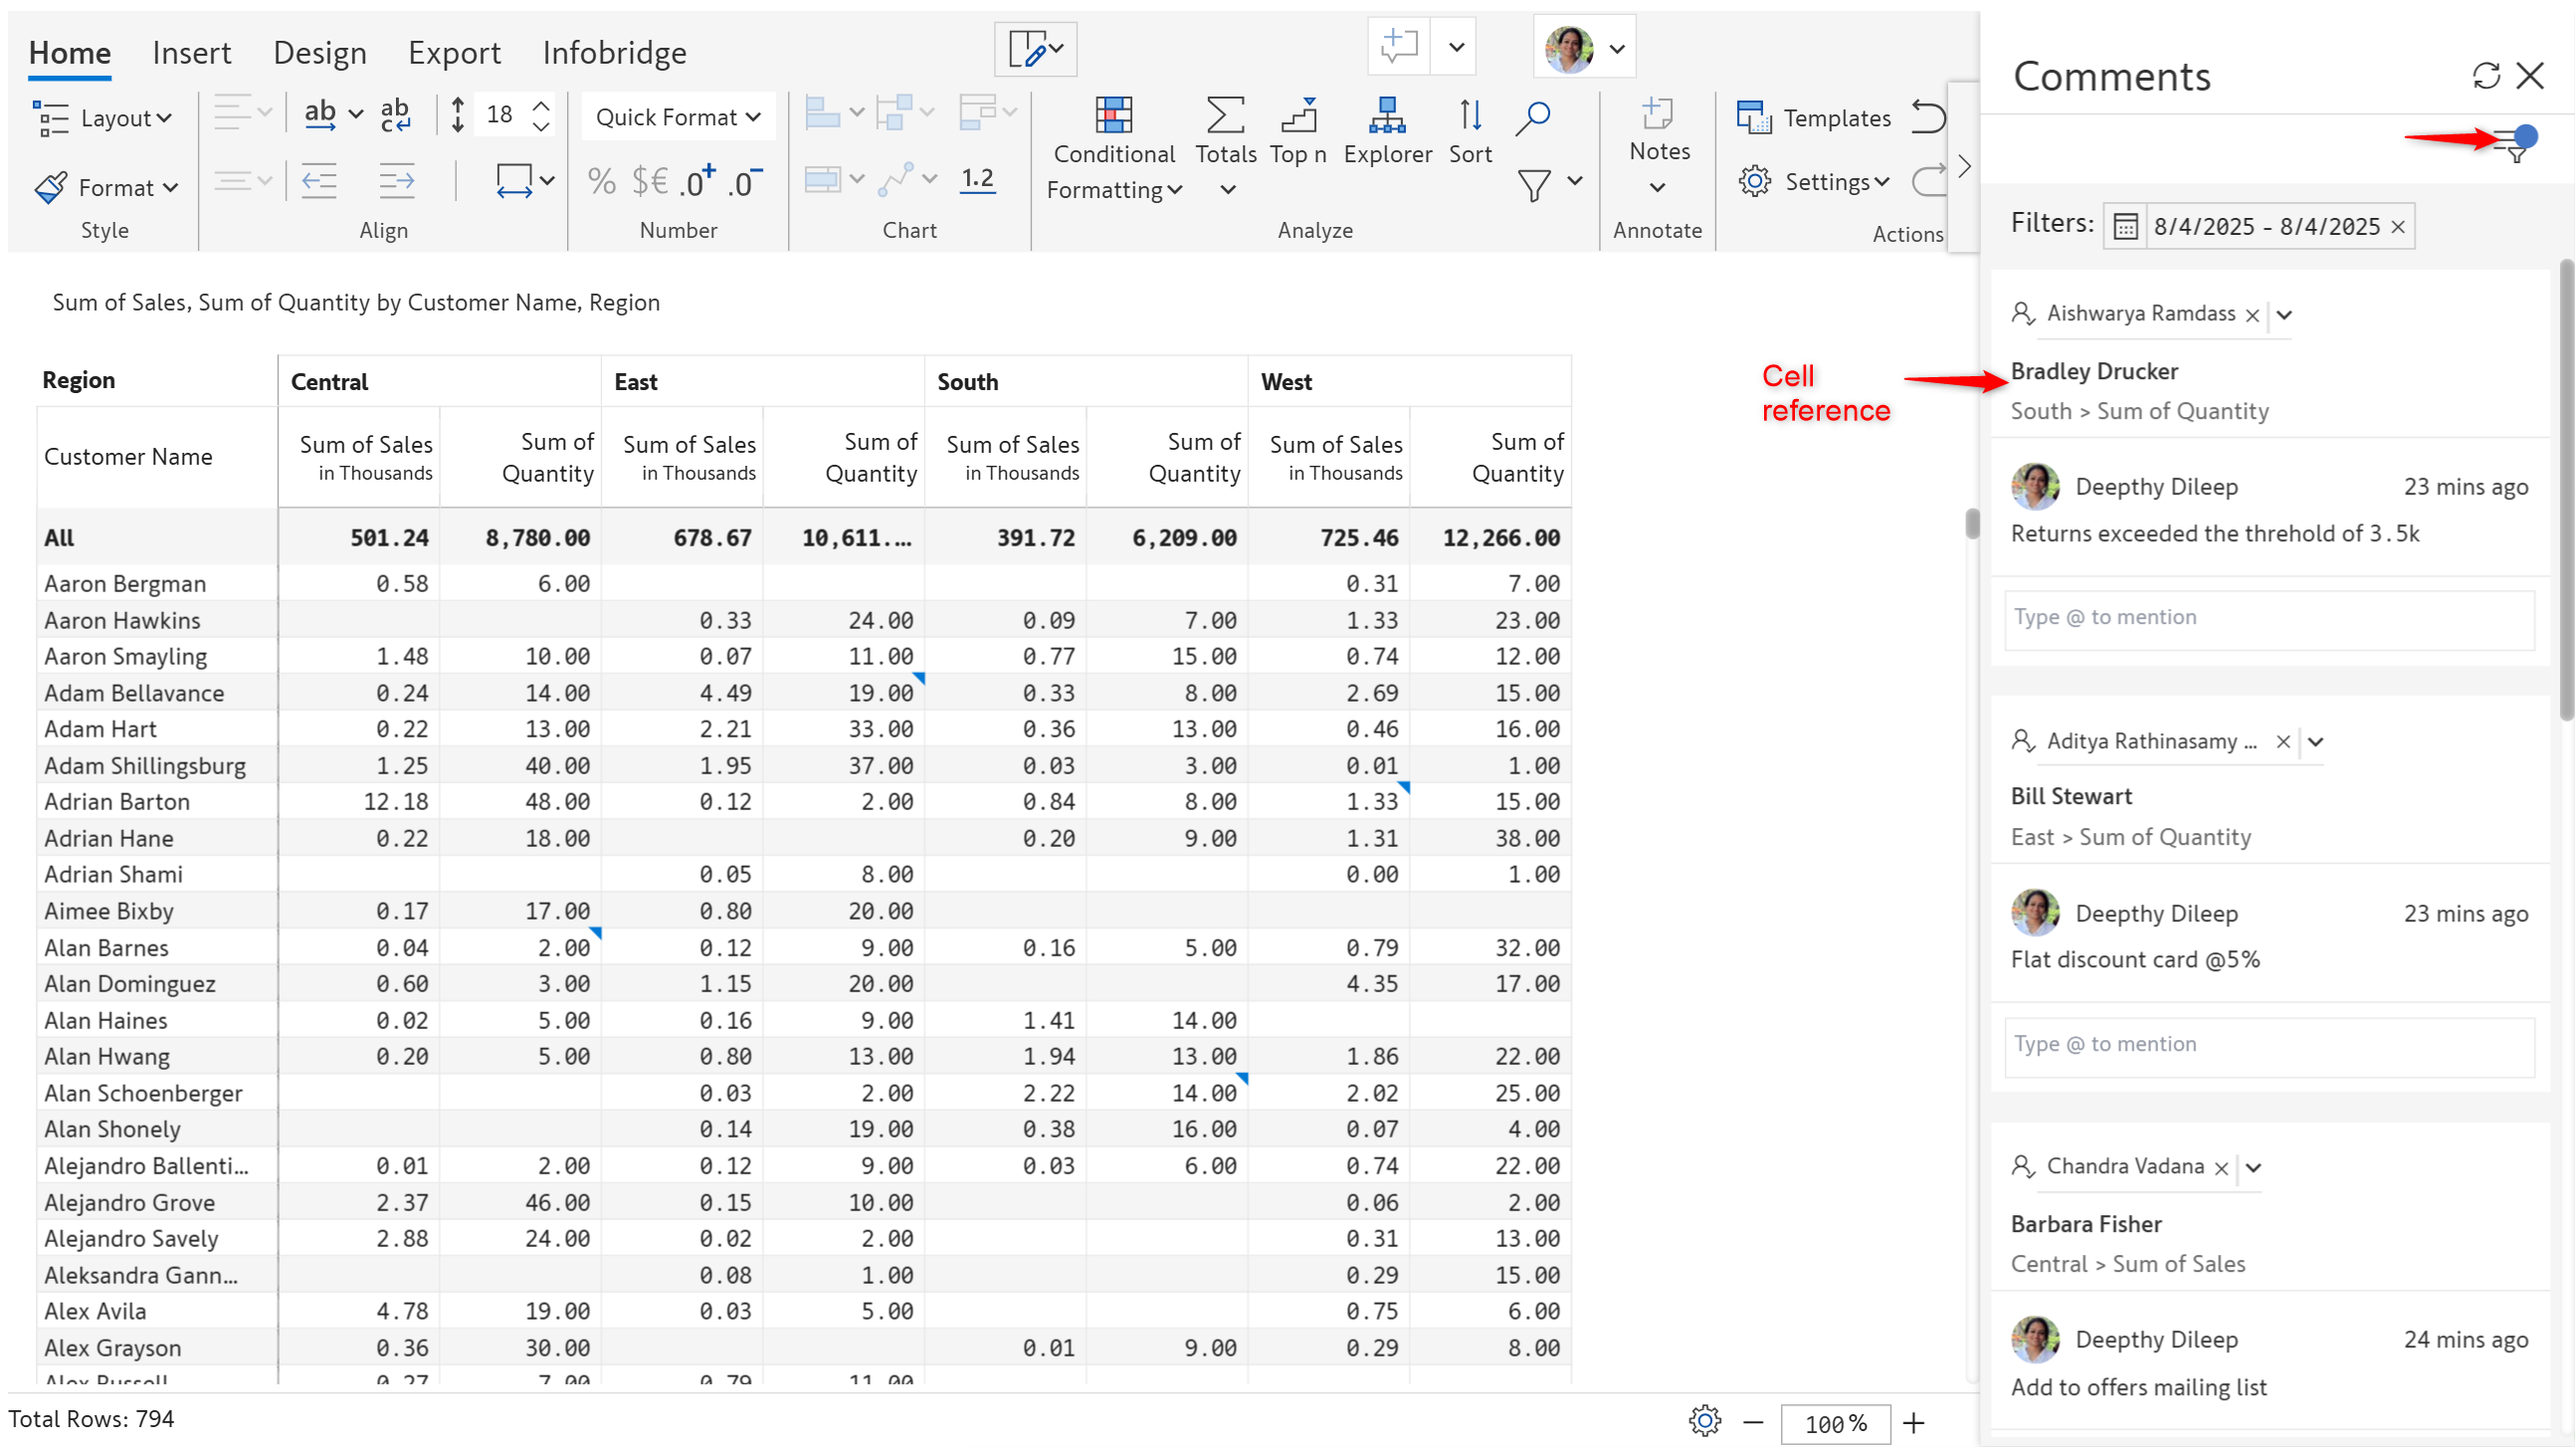 Home Insert Design Export Infobridge
Layout ab ab c 18 Quick Format Conditional Formatting Totals Top n Explorer Sort Notes Templates
Format % $€ .0+ .0- 1.2 Settings
Style Align Number Chart Analyze Annotate Actions
Sum of Sales, Sum of Quantity by Customer Name, Region
Region Central East South West
Customer Name Sum of Sales in Thousands Sum of Quantity Sum of Sales in Thousands Sum of Quantity Sum of Sales in Thousands Sum of Quantity Sum of Sales in Thousands Sum of Quantity
All 501.24 8,780.00 678.67 10,611.... 391.72 6,209.00 725.46 12,266.00
Aaron Bergman 0.58 6.00 0.31 7.00
Aaron Hawkins 0.33 24.00 0.09 7.00 1.33 23.00
Aaron Smayling 1.48 10.00 0.07 11.00 0.77 15.00 0.74 12.00
Adam Bellavance 0.24 14.00 4.49 19.00 0.33 8.00 2.69 15.00
Adam Hart 0.22 13.00 2.21 33.00 0.36 13.00 0.46 16.00
Adam Shillingsburg 1.25 40.00 1.95 37.00 0.03 3.00 0.01 1.00
Adrian Barton 12.18 48.00 0.12 2.00 0.84 8.00 1.33 15.00
Adrian Hane 0.22 18.00 0.20 9.00 1.31 38.00
Adrian Shami 0.05 8.00 0.00 1.00
Aimee Bixby 0.17 17.00 0.80 20.00
Alan Barnes 0.04 2.00 0.12 9.00 0.16 5.00 0.79 32.00
Alan Dominguez 0.60 3.00 1.15 20.00 4.35 17.00
Alan Haines 0.02 5.00 0.16 9.00 1.41 14.00
Alan Hwang 0.20 5.00 0.80 13.00 1.94 13.00 1.86 22.00
Alan Schoenberger 0.03 2.00 2.22 14.00 2.02 25.00
Alan Shonely 0.14 19.00 0.38 16.00 0.07 4.00
Alejandro Ballenti... 0.01 2.00 0.12 9.00 0.03 6.00 0.74 22.00
Alejandro Grove 2.37 46.00 0.15 10.00 0.06 2.00
Alejandro Savely 2.88 24.00 0.02 2.00 0.31 13.00
Aleksandra Gann... 0.08 1.00 0.29 15.00
Alex Avila 4.78 19.00 0.03 5.00 0.75 6.00
Alex Grayson 0.36 30.00 0.01 9.00 0.29 8.00
Alex Russell 0.27 7.00 0.79 11.00
Total Rows: 794
100 %
Cell
reference
Comments
Filters: 8/4/2025 - 8/4/2025
Aishwarya Ramdass
Bradley Drucker
South > Sum of Quantity
Deepthy Dileep 23 mins ago
Returns exceeded the threhold of 3.5k
Type @ to mention
Aditya Rathinasamy ...
Bill Stewart
East > Sum of Quantity
Deepthy Dileep 23 mins ago
Flat discount card @5%
Type @ to mention
Chandra Vadana
Barbara Fisher
Central > Sum of Sales
Deepthy Dileep 24 mins ago
Add to offers mailing list